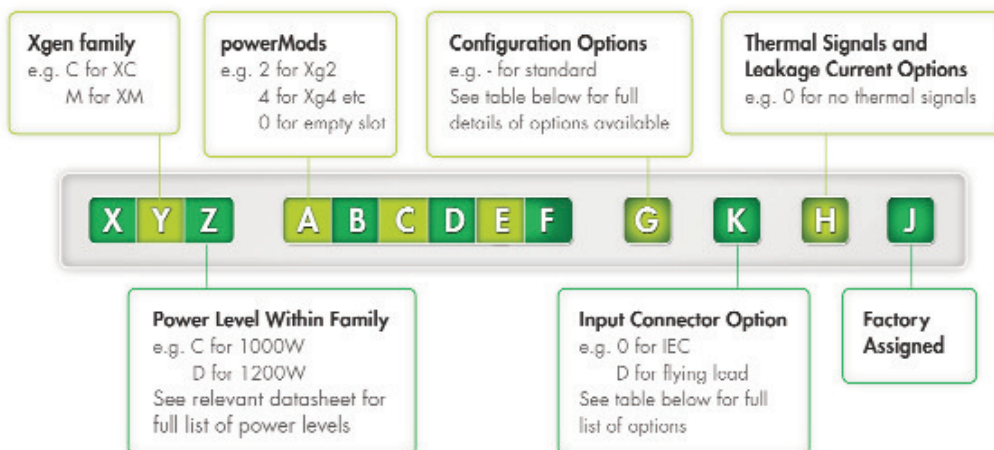 Xgen family
e.g. C for XC
M for XM
powerMods
e.g. 2 for Xg2
4 for Xg4 etc
0 for empty slot
Configuration Options
e.g. - for standard
See table below for full
details of options available
Thermal Signals and
Leakage Current Options
e.g. 0 for no thermal signals
X Y Z A B C D E F G K H J
Power Level Within Family
e.g. C for 1000W
D for 1200W
See relevant datasheet for
full list of power levels
Input Connector Option
e.g. 0 for IEC
D for flying lead
See table below for full
list of options
Factory
Assigned